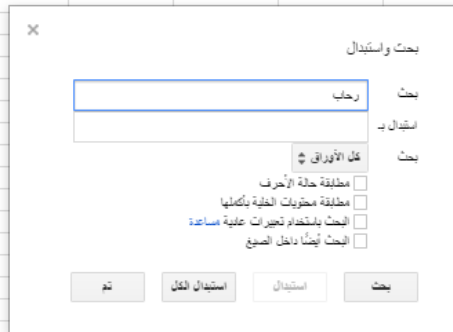 ×
بحث واستبدال
بحث رحاب
استبدال بـ
بحث كل الأوراق
مطابقة حالة الأحرف
مطابقة محتويات الخلية بأكملها
البحث باستخدام تعبيرات عادية مساعدة
البحث أيضًا داخل الصيغ
بحث استبدال استبدال الكل تم